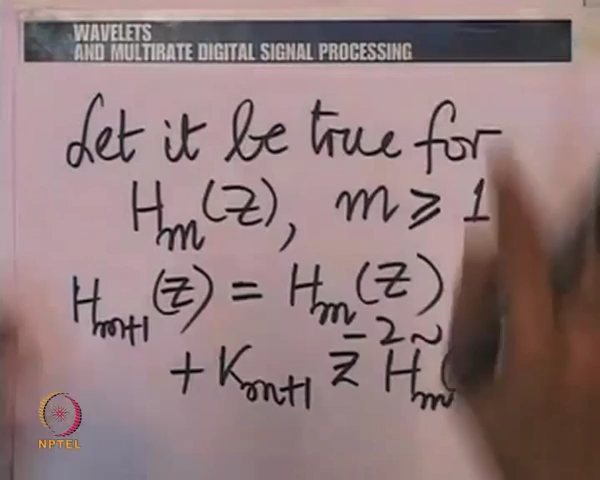 WAVELETS
AND MULTIRATE DIGITAL SIGNAL PROCESSING
Let it be true for
Hₘ(Z), m ⩾ 1
Hₘ₊₁(Z) = Hₘ(Z)
+ Kₘ₊₁ Z⁻² H̃ₘ(
NPTEL